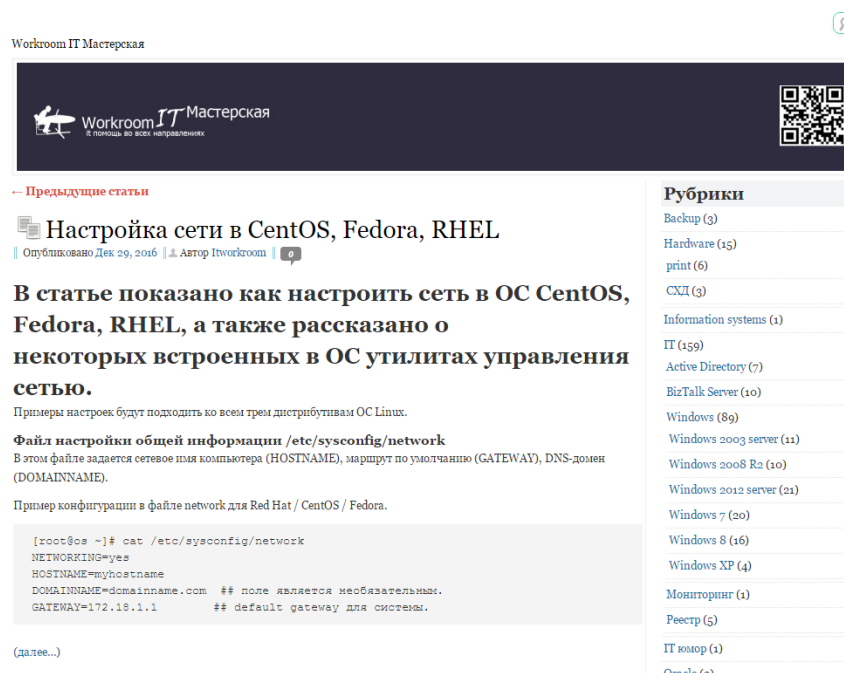 Workroom IT Мастерская
Workroom IT Мастерская
It помощь во всех направлениях
← Предыдущие статьи
Настройка сети в CentOS, Fedora, RHEL
Опубликовано Дек 29, 2016 Автор Itworkroom 0
В статье показано как настроить сеть в ОС CentOS,
Fedora, RHEL, а также рассказано о
некоторых встроенных в ОС утилитах управления
сетью.
Примеры настроек будут подходить ко всем трем дистрибутивам ОС Linux.
Файл настройки общей информации /etc/sysconfig/network
В этом файле задается сетевое имя компьютера (HOSTNAME), маршрут по умолчанию (GATEWAY), DNS-домен
(DOMAINNAME).
Пример конфигурации в файле network для Red Hat / CentOS / Fedora.
[root@os ~]# cat /etc/sysconfig/network
NETWORKING=yes
HOSTNAME=myhostname
DOMAINNAME=domainname.com ## поле является необязательным.
GATEWAY=172.18.1.1 ## default gateway для системы.
(далее...)
Рубрики
Backup (3)
Hardware (15)
print (6)
СХД (3)
Information systems (1)
IT (159)
Active Directory (7)
BizTalk Server (10)
Windows (89)
Windows 2003 server (11)
Windows 2008 R2 (10)
Windows 2012 server (21)
Windows 7 (20)
Windows 8 (16)
Windows XP (4)
Мониторинг (1)
Реестр (5)
IT юмор (1)